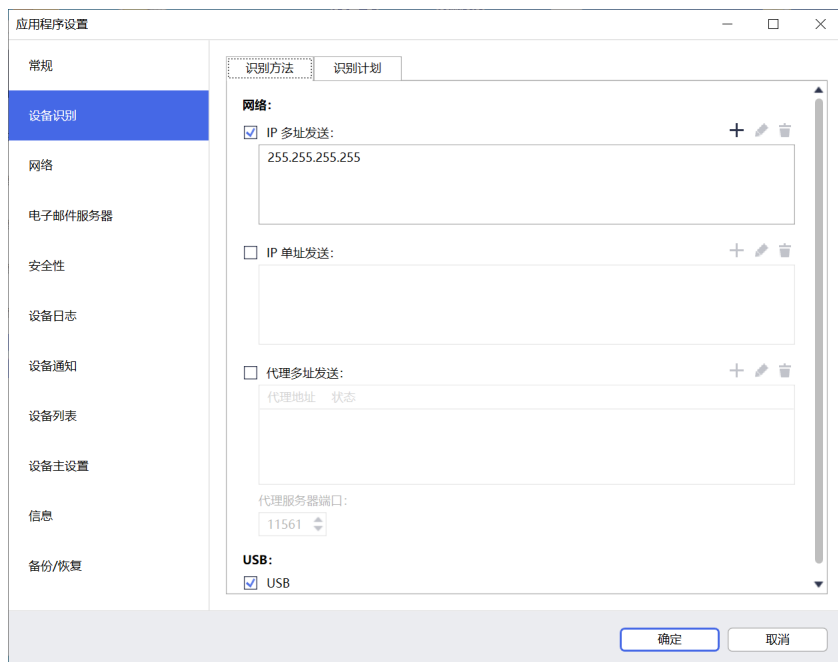 应用程序设置
常规
设备识别
网络
电子邮件服务器
安全性
设备日志
设备通知
设备列表
设备主设置
信息
备份/恢复
识别方法 识别计划
网络:
IP 多址发送:
255.255.255.255
IP 单址发送:
代理多址发送:
代理地址 状态
代理服务器端口:
11561
USB:
USB
确定 取消